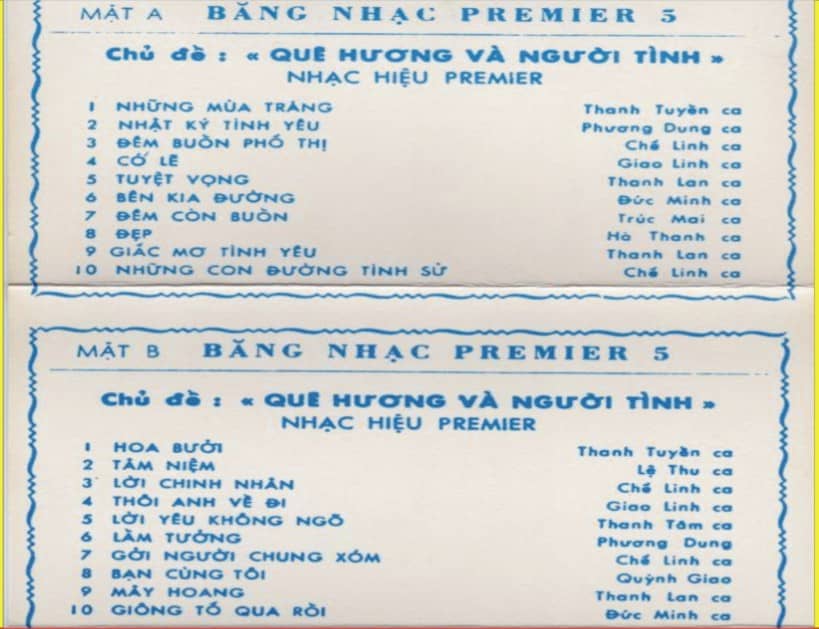 MẶT A BĂNG NHẠC PREMIER 5
Chủ đề : « QUÊ HƯƠNG VÀ NGƯỜI TÌNH »
NHẠC HIỆU PREMIER
1 NHỮNG MÙA TRĂNG Thanh Tuyền ca
2 NHẬT KÝ TÌNH YÊU Phương Dung ca
3 ĐÊM BUỒN PHỐ THỊ Chế Linh ca
4 CỐ LÊ Giao Linh ca
5 TUYỆT VỌNG Thanh Lan ca
6 BÊN KIA ĐƯỜNG Đức Minh ca
7 ĐÊM CÒN BUỒN Trúc Mai ca
8 ĐẸP Hà Thanh ca
9 GIẤC MƠ TÌNH YÊU Thanh Lan ca
10 NHỮNG CON ĐƯỜNG TÌNH SỬ Chế Linh ca
MẶT B BĂNG NHẠC PREMIER 5
Chủ đề : « QUÊ HƯƠNG VÀ NGƯỜI TÌNH »
NHẠC HIỆU PREMIER
1 HOA BƯỞI Thanh Tuyền ca
2 TÂM NIỆM Lệ Thu ca
3 LỜI CHINH NHÂN Chế Linh ca
4 THÔI ANH VỀ ĐI Giao Linh ca
5 LỜI YÊU KHÔNG NGÕ Thanh Tâm ca
6 LẦM TƯỞNG Phương Dung
7 GỞI NGƯỜI CHUNG XÓM Chế Linh ca
8 BẠN CÙNG TÔI Quỳnh Giao
9 MÂY HOANG Thanh Lan ca
10 GIÔNG TỐ QUA RỒI Đức Minh ca